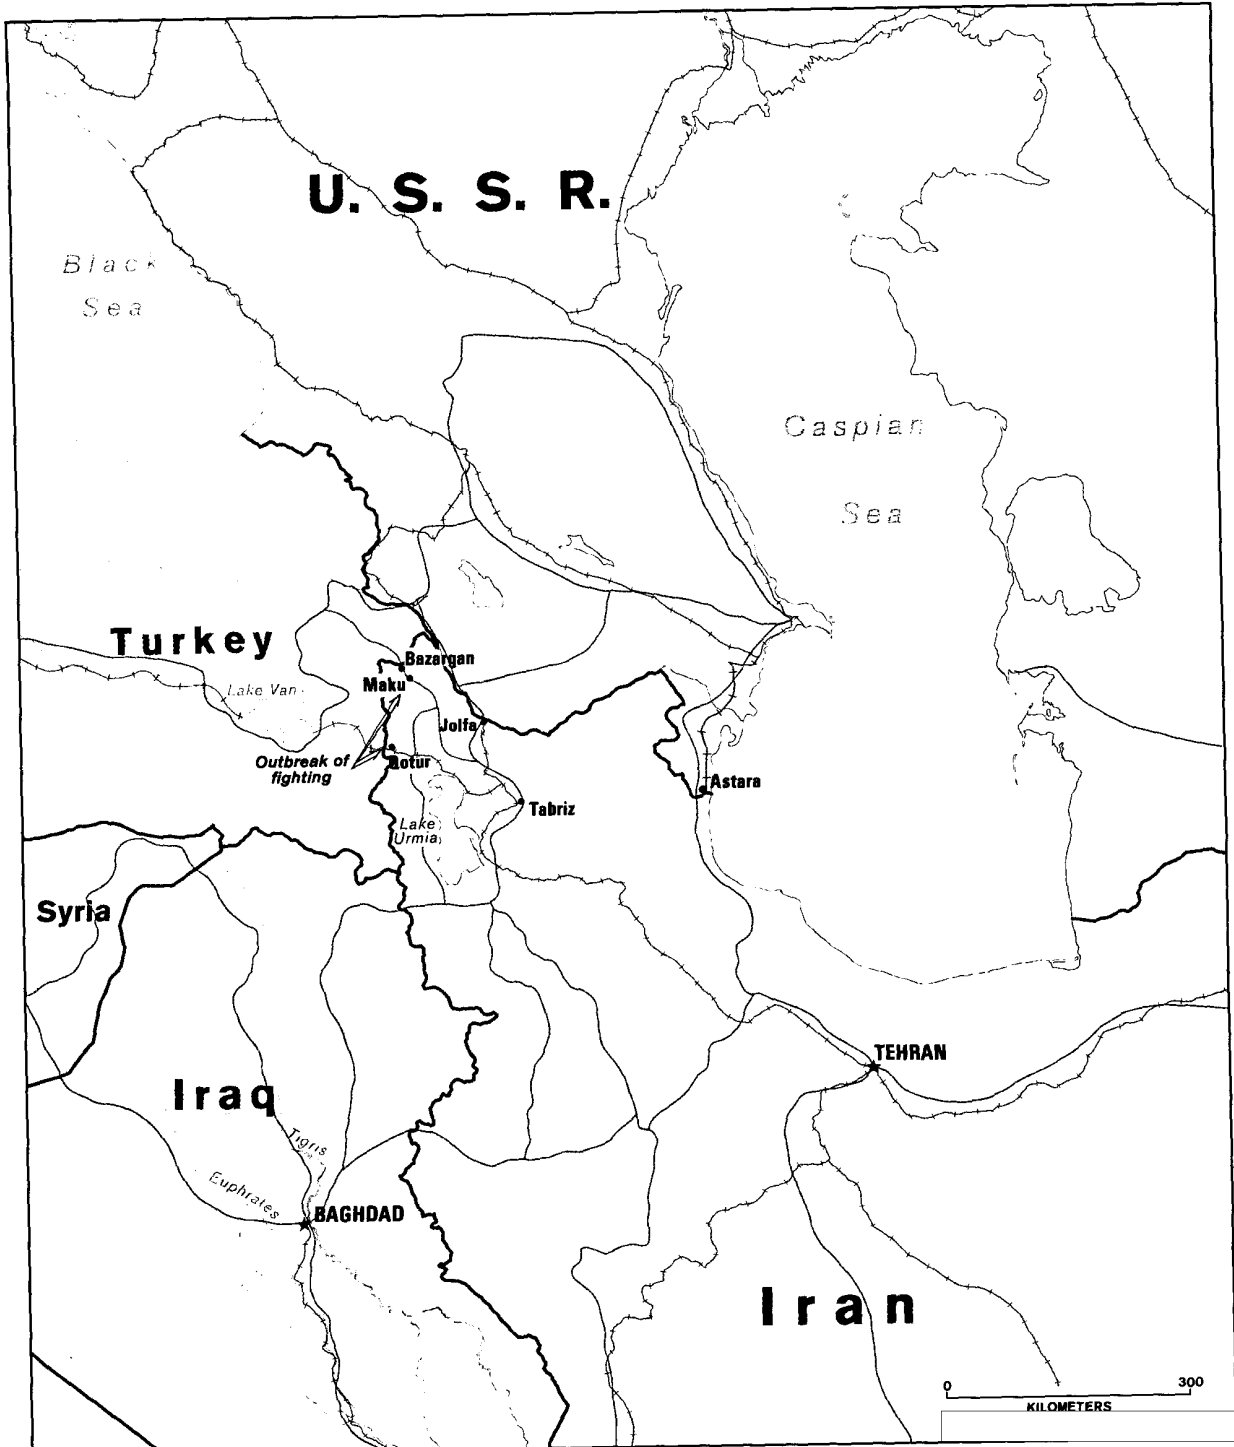 U. S. S. R.
Black
Sea
Caspian
Sea
Turkey
Bazargan
Lake Van
Maku
Jolfa
Outbreak of
fighting
Qotur
Astara
Tabriz
Lake
Urmia
Syria
TEHRAN
Iraq
Tigris
Euphrates
BAGHDAD
Iran
0 300
KILOMETERS